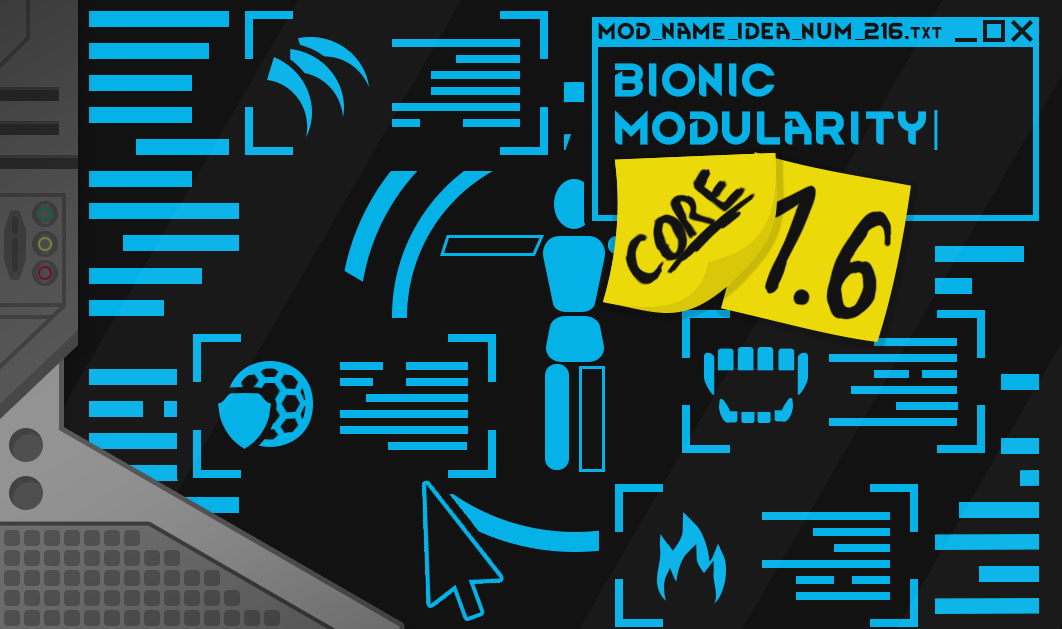 MOD_NAME_IDEA_NUM_216.TXT
BIONIC
MODULARITY
CORE
1.6